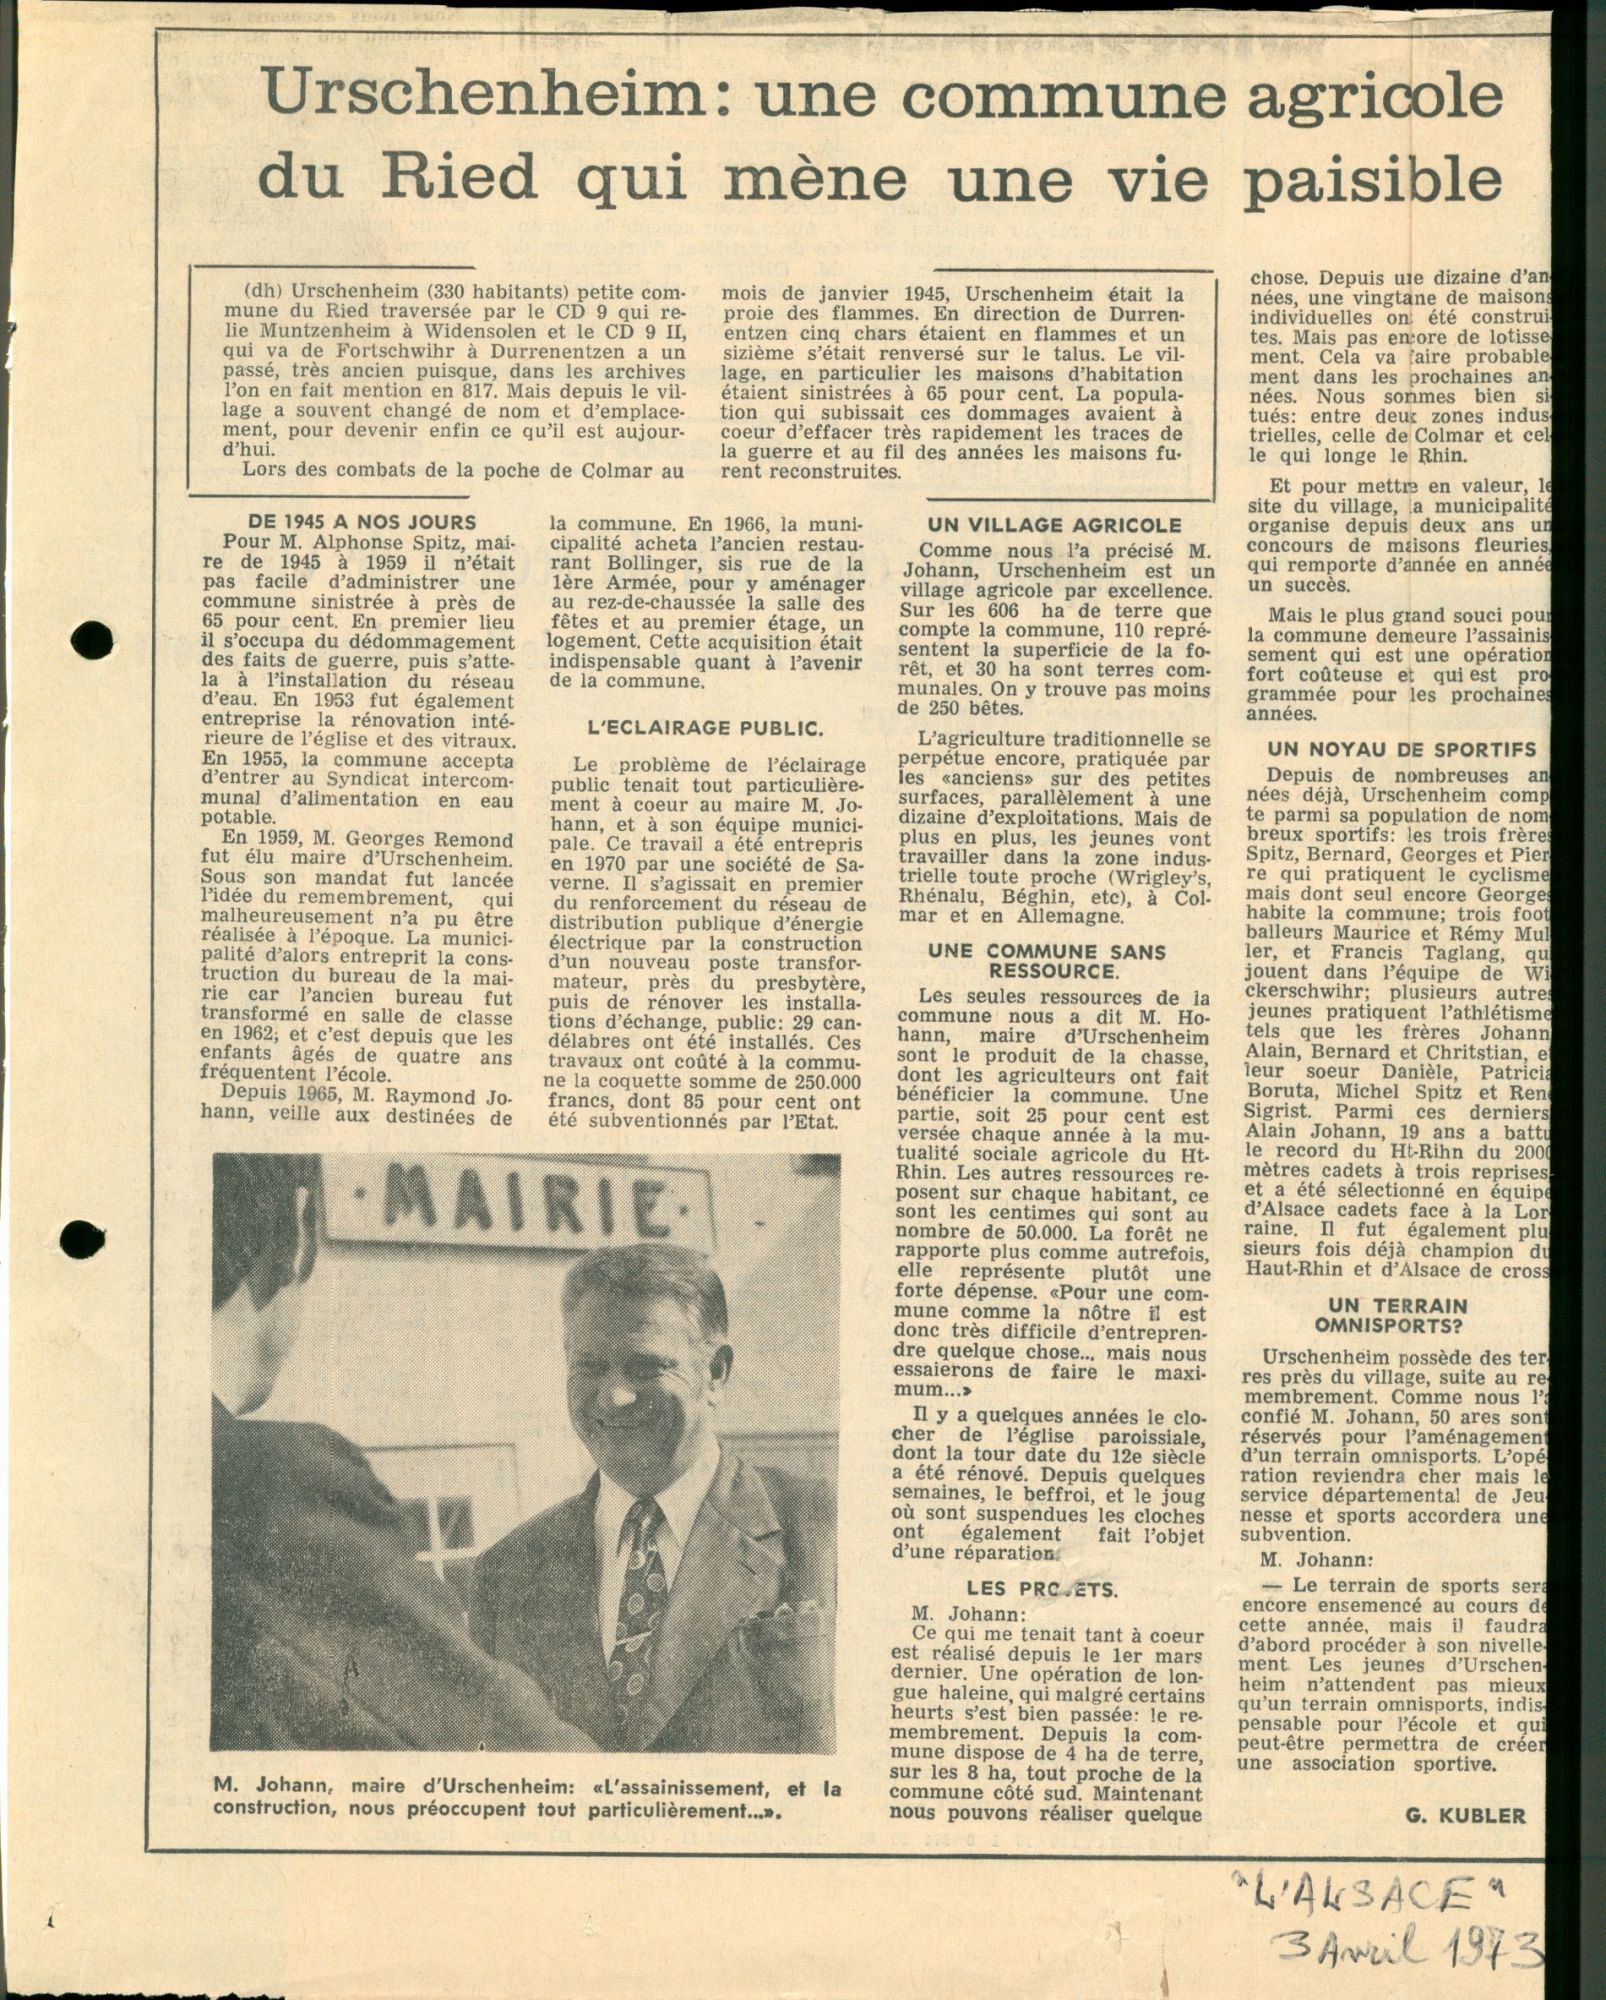 Urschenheim: une commune agricole
du Ried qui mène une vie paisible
(dh) Urschenheim (330 habitants) petite com-
mune du Ried traversée par le CD 9 qui re-
lie Muntzenheim à Widensolen et le CD 9 II,
qui va de Fortschwihr à Durrenentzen a un
passé, très ancien puisque, dans les archives
l'on en fait mention en 817. Mais depuis le vil-
lage a souvent changé de nom et d'emplace-
ment, pour devenir enfin ce qu'il est aujour-
d'hui.
Lors des combats de la poche de Colmar au
mois de janvier 1945, Urschenheim était la
proie des flammes. En direction de Durren-
entzen cinq chars étaient en flammes et un
sizième s'était renversé sur le talus. Le vil-
lage, en particulier les maisons d'habitation
étaient sinistrées à 65 pour cent. La popula-
tion qui subissait ces dommages avaient à
coeur d'effacer très rapidement les traces de
la guerre et au fil des années les maisons fu-
rent reconstruites.
DE 1945 A NOS JOURS
Pour M. Alphonse Spitz, mai-
re de 1945 à 1959 il n'était
pas facile d'administrer une
commune sinistrée à près de
65 pour cent. En premier lieu
il s'occupa du dédommagement
des faits de guerre, puis s'atte-
la à l'installation du réseau
d'eau. En 1953 fut également
entreprise la rénovation inté-
rieure de l'église et des vitraux.
En 1955, la commune accepta
d'entrer au Syndicat intercom-
munal d'alimentation en eau
potable.
En 1959, M. Georges Remond
fut élu maire d'Urschenheim.
Sous son mandat fut lancée
l'idée du remembrement, qui
malheureusement n'a pu être
réalisée à l'époque. La munici-
palité d'alors entreprit la cons-
truction du bureau de la mai-
rie car l'ancien bureau fut
transformé en salle de classe
en 1962; et c'est depuis que les
enfants âgés de quatre ans
fréquentent l'école.
Depuis 1965, M. Raymond Jo-
hann, veille aux destinées de
la commune. En 1966, la muni-
cipalité acheta l'ancien restau-
rant Bollinger, sis rue de la
1ère Armée, pour y aménager
au rez-de-chaussée la salle des
fêtes et au premier étage, un
logement. Cette acquisition était
indispensable quant à l'avenir
de la commune.
L'ECLAIRAGE PUBLIC.
Le problème de l'éclairage
public tenait tout particulière-
ment à coeur au maire M. Jo-
hann, et à son équipe munici-
pale. Ce travail a été entrepris
en 1970 par une société de Sa-
verne. Il s'agissait en premier
du renforcement du réseau de
distribution publique d'énergie
électrique par la construction
d'un nouveau poste transfor-
mateur, près du presbytère,
puis de rénover les installa-
tions d'échange, public: 29 can-
délabres ont été installés. Ces
travaux ont coûté à la commu-
ne la coquette somme de 250.000
francs, dont 85 pour cent ont
été subventionnés par l'Etat.
· MAIRIE ·
M. Johann, maire d'Urschenheim: «L'assainissement, et la
construction, nous préoccupent tout particulièrement...».
UN VILLAGE AGRICOLE
Comme nous l'a précisé M.
Johann, Urschenheim est un
village agricole par excellence.
Sur les 606 ha de terre que
compte la commune, 110 repré-
sentent la superficie de la fo-
rêt, et 30 ha sont terres com-
munales. On y trouve pas moins
de 250 bêtes.
L'agriculture traditionnelle se
perpétue encore, pratiquée par
les «anciens» sur des petites
surfaces, parallèlement à une
dizaine d'exploitations. Mais de
plus en plus, les jeunes vont
travailler dans la zone indus-
trielle toute proche (Wrigley's,
Rhénalu, Béghin, etc), à Col-
mar et en Allemagne.
UNE COMMUNE SANS
RESSOURCE.
Les seules ressources de la
commune nous a dit M. Ho-
hann, maire d'Urschenheim
sont le produit de la chasse,
dont les agriculteurs ont fait
bénéficier la commune. Une
partie, soit 25 pour cent est
versée chaque année à la mu-
tualité sociale agricole du Ht-
Rhin. Les autres ressources re-
posent sur chaque habitant, ce
sont les centimes qui sont au
nombre de 50.000. La forêt ne
rapporte plus comme autrefois,
elle représente plutôt une
forte dépense. «Pour une com-
mune comme la nôtre il est
donc très difficile d'entrepren-
dre quelque chose... mais nous
essaierons de faire le maxi-
mum...»
Il y a quelques années le clo-
cher de l'église paroissiale,
dont la tour date du 12e siècle
a été rénové. Depuis quelques
semaines, le beffroi, et le joug
où sont suspendues les cloches
ont également fait l'objet
d'une réparation.
LES PROJETS.
M. Johann:
Ce qui me tenait tant à coeur
est réalisé depuis le 1er mars
dernier. Une opération de lon-
gue haleine, qui malgré certains
heurts s'est bien passée: le re-
membrement. Depuis la com-
mune dispose de 4 ha de terre,
sur les 8 ha, tout proche de la
commune côté sud. Maintenant
nous pouvons réaliser quelque
chose. Depuis une dizaine d'an-
nées, une vingtaine de maisons
individuelles ont été construi-
tes. Mais pas encore de lotisse-
ment. Cela va faire probable-
ment dans les prochaines an-
nées. Nous sommes bien si-
tués: entre deux zones indus-
trielles, celle de Colmar et cel-
le qui longe le Rhin.
Et pour mettre en valeur, le
site du village, la municipalité
organise depuis deux ans un
concours de maisons fleuries,
qui remporte d'année en année
un succès.
Mais le plus grand souci pour
la commune demeure l'assainis-
sement qui est une opération
fort coûteuse et qui est pro-
grammée pour les prochaines
années.
UN NOYAU DE SPORTIFS
Depuis de nombreuses an
nées déjà, Urschenheim comp
te parmi sa population de nom
breux sportifs: les trois frères
Spitz, Bernard, Georges et Pier
re qui pratiquent le cyclisme
mais dont seul encore Georges
habite la commune; trois foot
balleurs Maurice et Rémy Mul
ler, et Francis Taglang, qui
jouent dans l'équipe de Wi
ckerschwihr; plusieurs autres
jeunes pratiquent l'athlétisme
tels que les frères Johann
Alain, Bernard et Chritstian, et
leur soeur Danièle, Patricia
Boruta, Michel Spitz et René
Sigrist. Parmi ces derniers
Alain Johann, 19 ans a battu
le record du Ht-Rihn du 2000
mètres cadets à trois reprises,
et a été sélectionné en équipe
d'Alsace cadets face à la Lor
raine. Il fut également plu
sieurs fois déjà champion du
Haut-Rhin et d'Alsace de cross
UN TERRAIN
OMNISPORTS?
Urschenheim possède des ter-
res près du village, suite au re-
membrement. Comme nous l'a
confié M. Johann, 50 ares sont
réservés pour l'aménagement
d'un terrain omnisports. L'opé-
ration reviendra cher mais le
service départemental de Jeu-
nesse et sports accordera une
subvention.
M. Johann:
— Le terrain de sports sera
encore ensemencé au cours de
cette année, mais il faudra
d'abord procéder à son nivelle-
ment. Les jeunes d'Urschen-
heim n'attendent pas mieux
qu'un terrain omnisports, indis-
pensable pour l'école et qui
peut-être permettra de créer
une association sportive.
G. KUBLER
"L'ALSACE"
3 Avril 1973